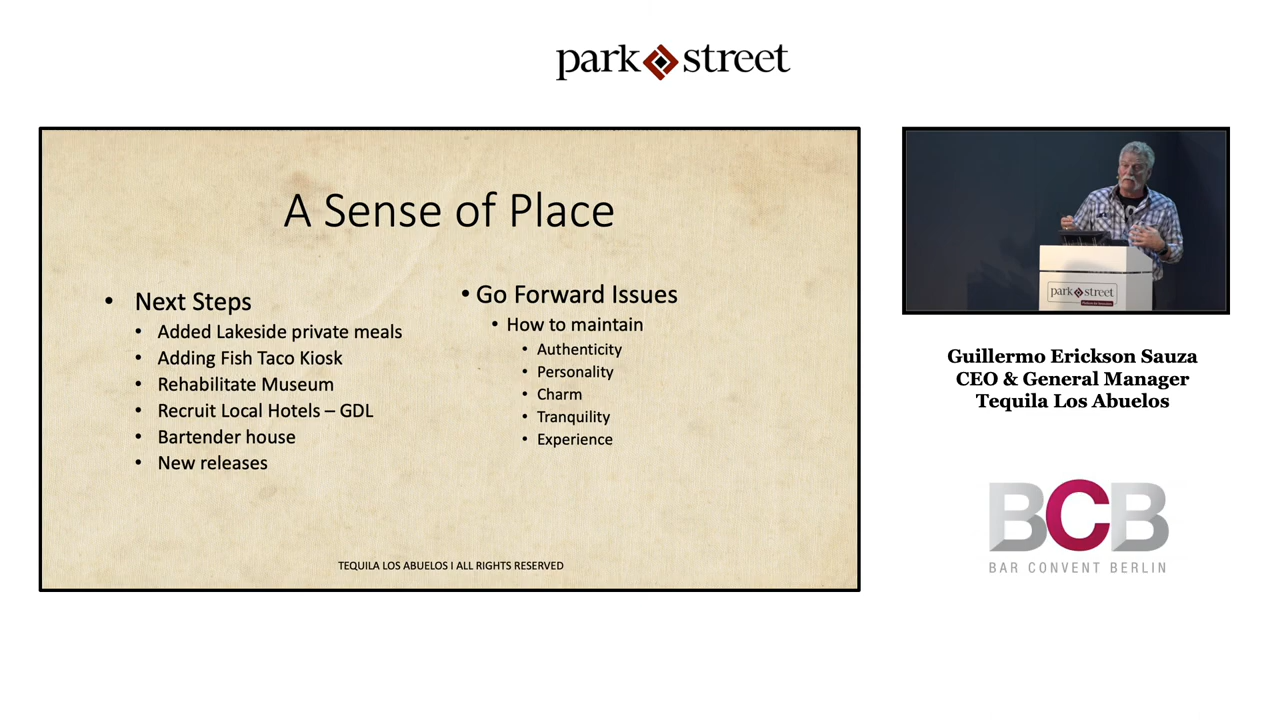 park street
A Sense of Place
• Next Steps
• Added Lakeside private meals
• Adding Fish Taco Kiosk
• Rehabilitate Museum
• Recruit Local Hotels – GDL
• Bartender house
• New releases
• Go Forward Issues
• How to maintain
• Authenticity
• Personality
• Charm
• Tranquility
• Experience
TEQUILA LOS ABUELOS I ALL RIGHTS RESERVED
park street
Guillermo Erickson Sauza
CEO & General Manager
Tequila Los Abuelos
BCB
BAR CONVENT BERLIN